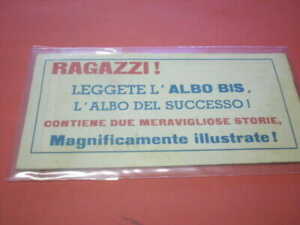 RAGAZZI!
LEGGETE L'ALBO BIS,
L'ALBO DEL SUCCESSO!
CONTIENE DUE MERAVIGLIOSE STORIE,
Magnificamente illustrate!